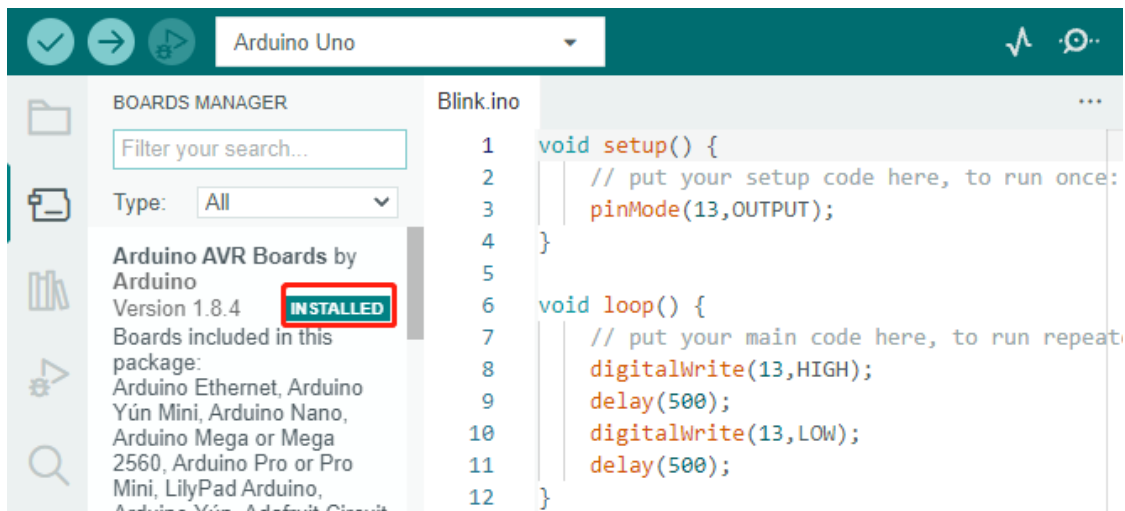 Arduino Uno
BOARDS MANAGER
Filter your search...
Type: All
Arduino AVR Boards by
Arduino
Version 1.8.4 INSTALLED
Boards included in this
package:
Arduino Ethernet, Arduino
Yún Mini, Arduino Nano,
Arduino Mega or Mega
2560, Arduino Pro or Pro
Mini, LilyPad Arduino,
Arduino Yún, Adafruit Circuit
Blink.ino
1 void setup() {
2 // put your setup code here, to run once:
3 pinMode(13,OUTPUT);
4 }
5
6 void loop() {
7 // put your main code here, to run repeat
8 digitalWrite(13,HIGH);
9 delay(500);
10 digitalWrite(13,LOW);
11 delay(500);
12 }